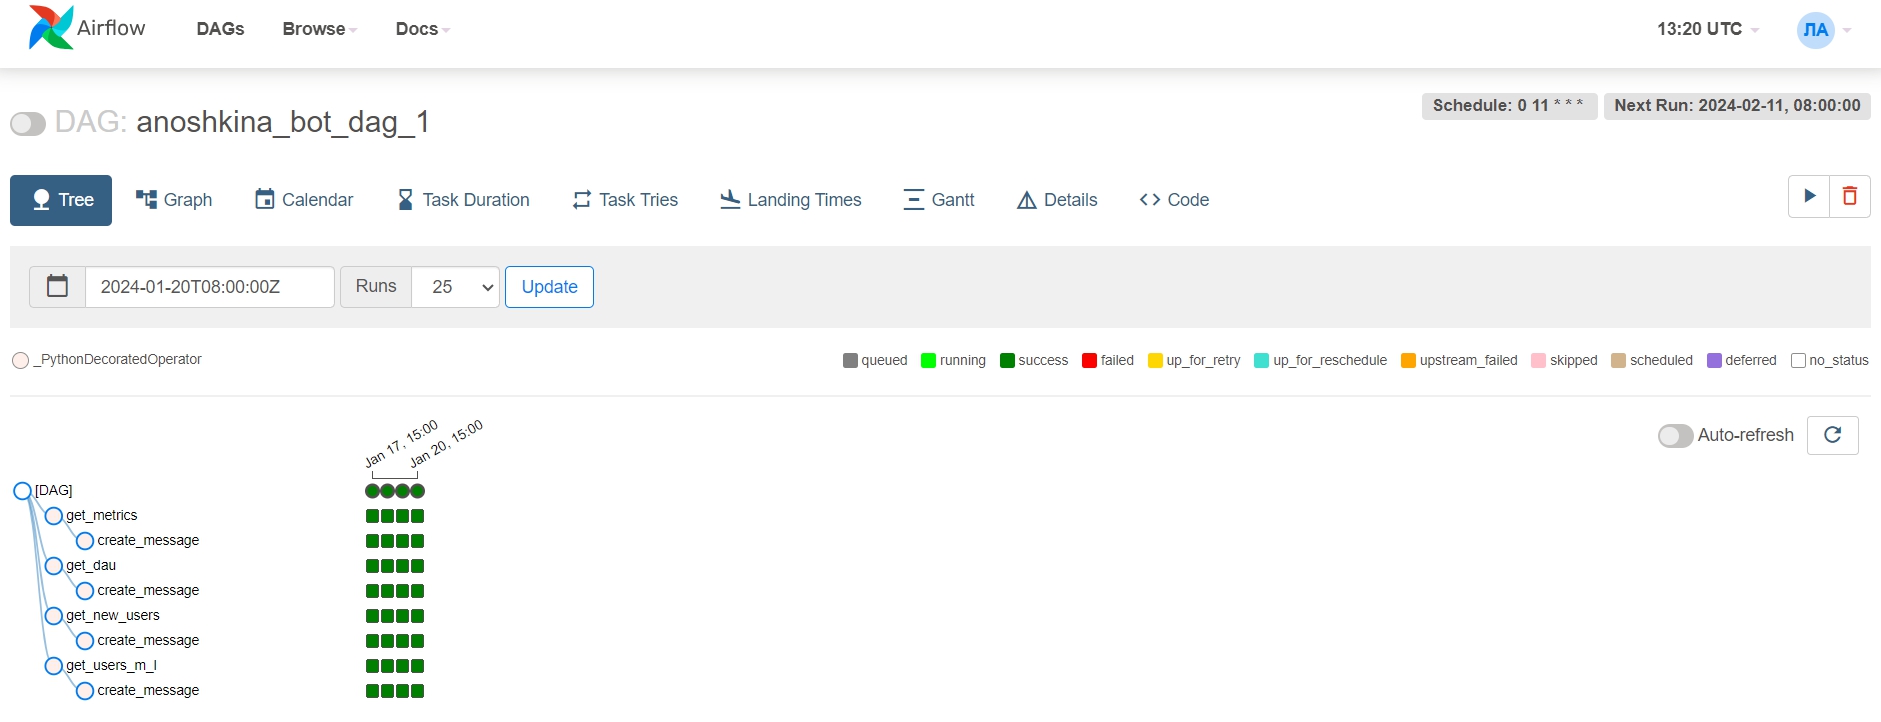 Airflow DAGs Browse Docs 13:20 UTC ЛА
DAG: anoshkina_bot_dag_1 Schedule: 0 11 * * * Next Run: 2024-02-11, 08:00:00
Tree Graph Calendar Task Duration Task Tries Landing Times Gantt Details Code
2024-01-20T08:00:00Z Runs 25 Update
_PythonDecoratedOperator queued running success failed up_for_retry up_for_reschedule upstream_failed skipped scheduled deferred no_status
Auto-refresh
Jan 17, 15:00
Jan 20, 15:00
[DAG]
get_metrics
create_message
get_dau
create_message
get_new_users
create_message
get_users_m_l
create_message